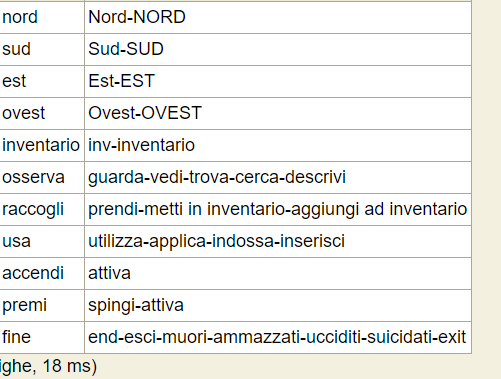 nord Nord-NORD
sud Sud-SUD
est Est-EST
ovest Ovest-OVEST
inventario inv-inventario
osserva guarda-vedi-trova-cerca-descrivi
raccogli prendi-metti in inventario-aggiungi ad inventario
usa utilizza-applica-indossa-inserisci
accendi attiva
premi spingi-attiva
fine end-esci-muori-ammazzati-ucciditi-suicidati-exit
ighe, 18 ms)